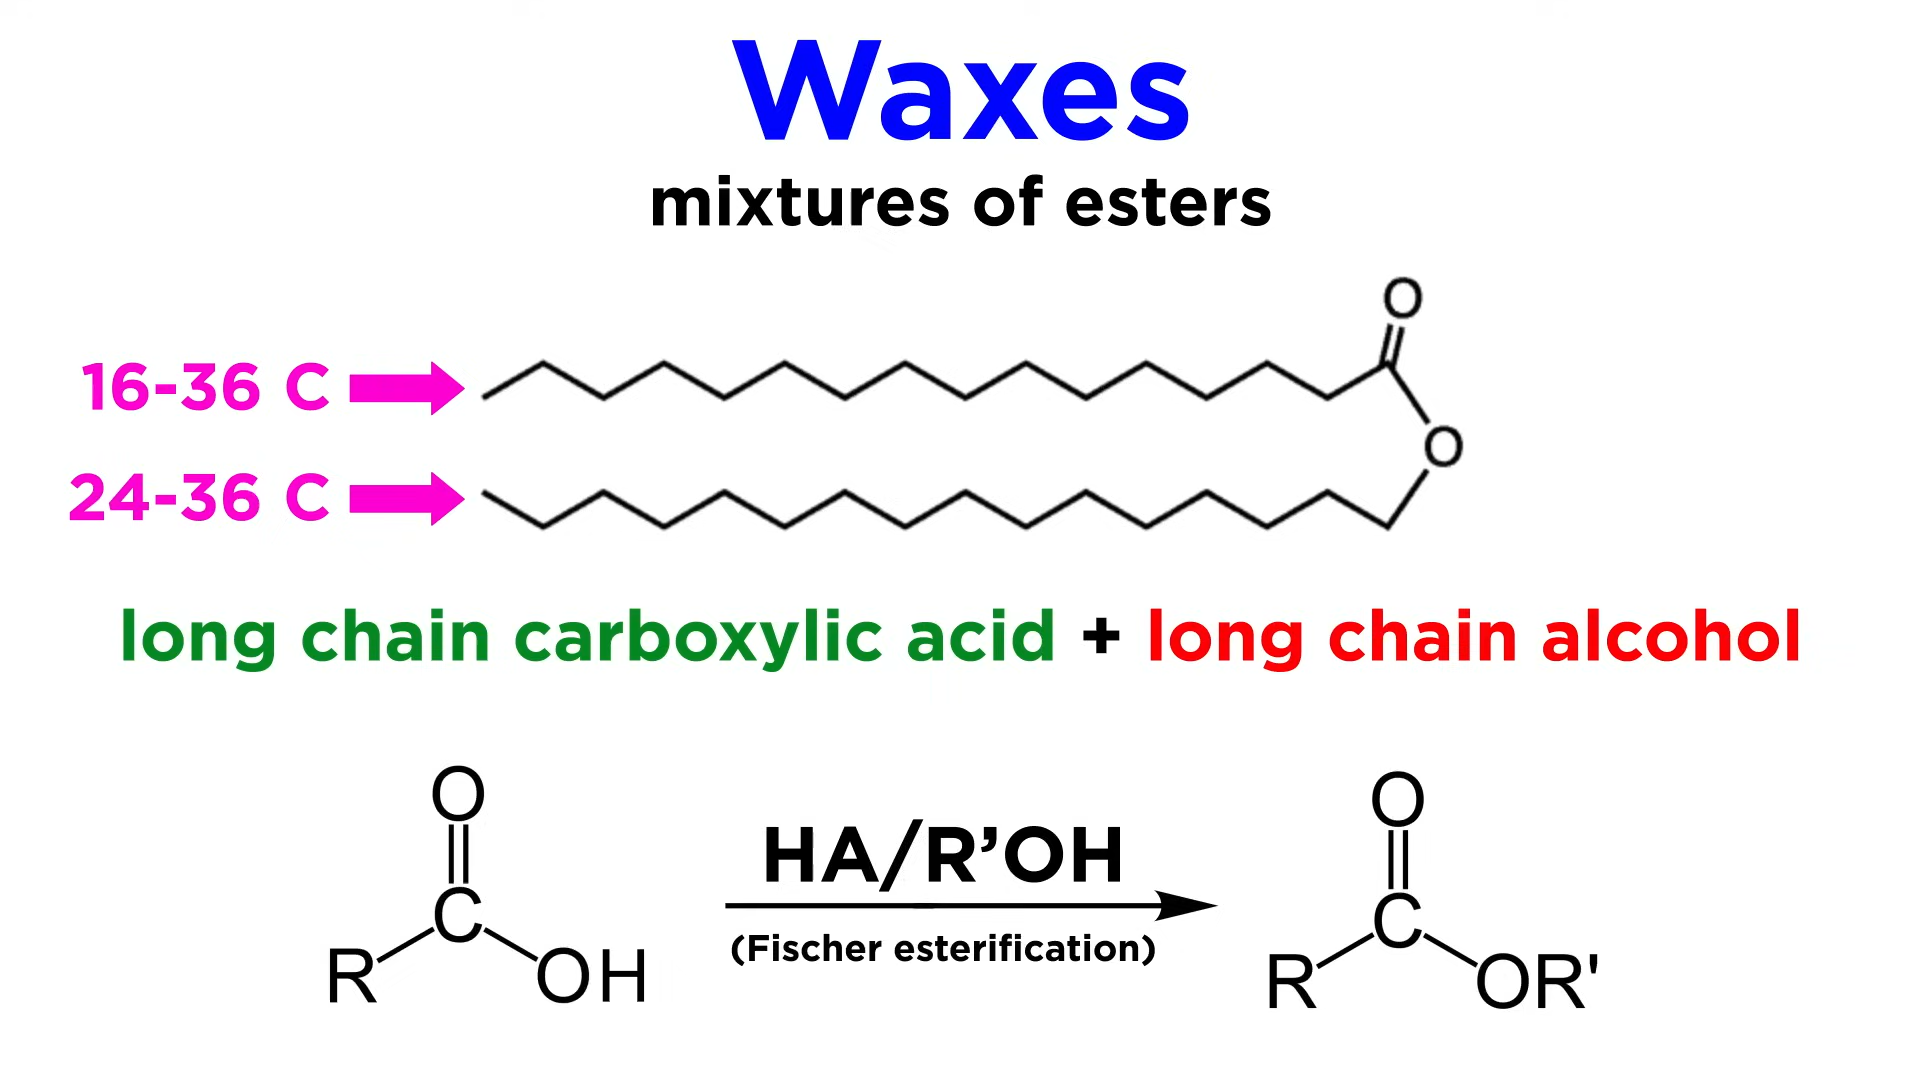 Waxes
mixtures of esters
O
16-36 C
O
24-36 C
long chain carboxylic acid + long chain alcohol
O
C
R
OH
HA/R’OH
(Fischer esterification)
O
C
R
OR'